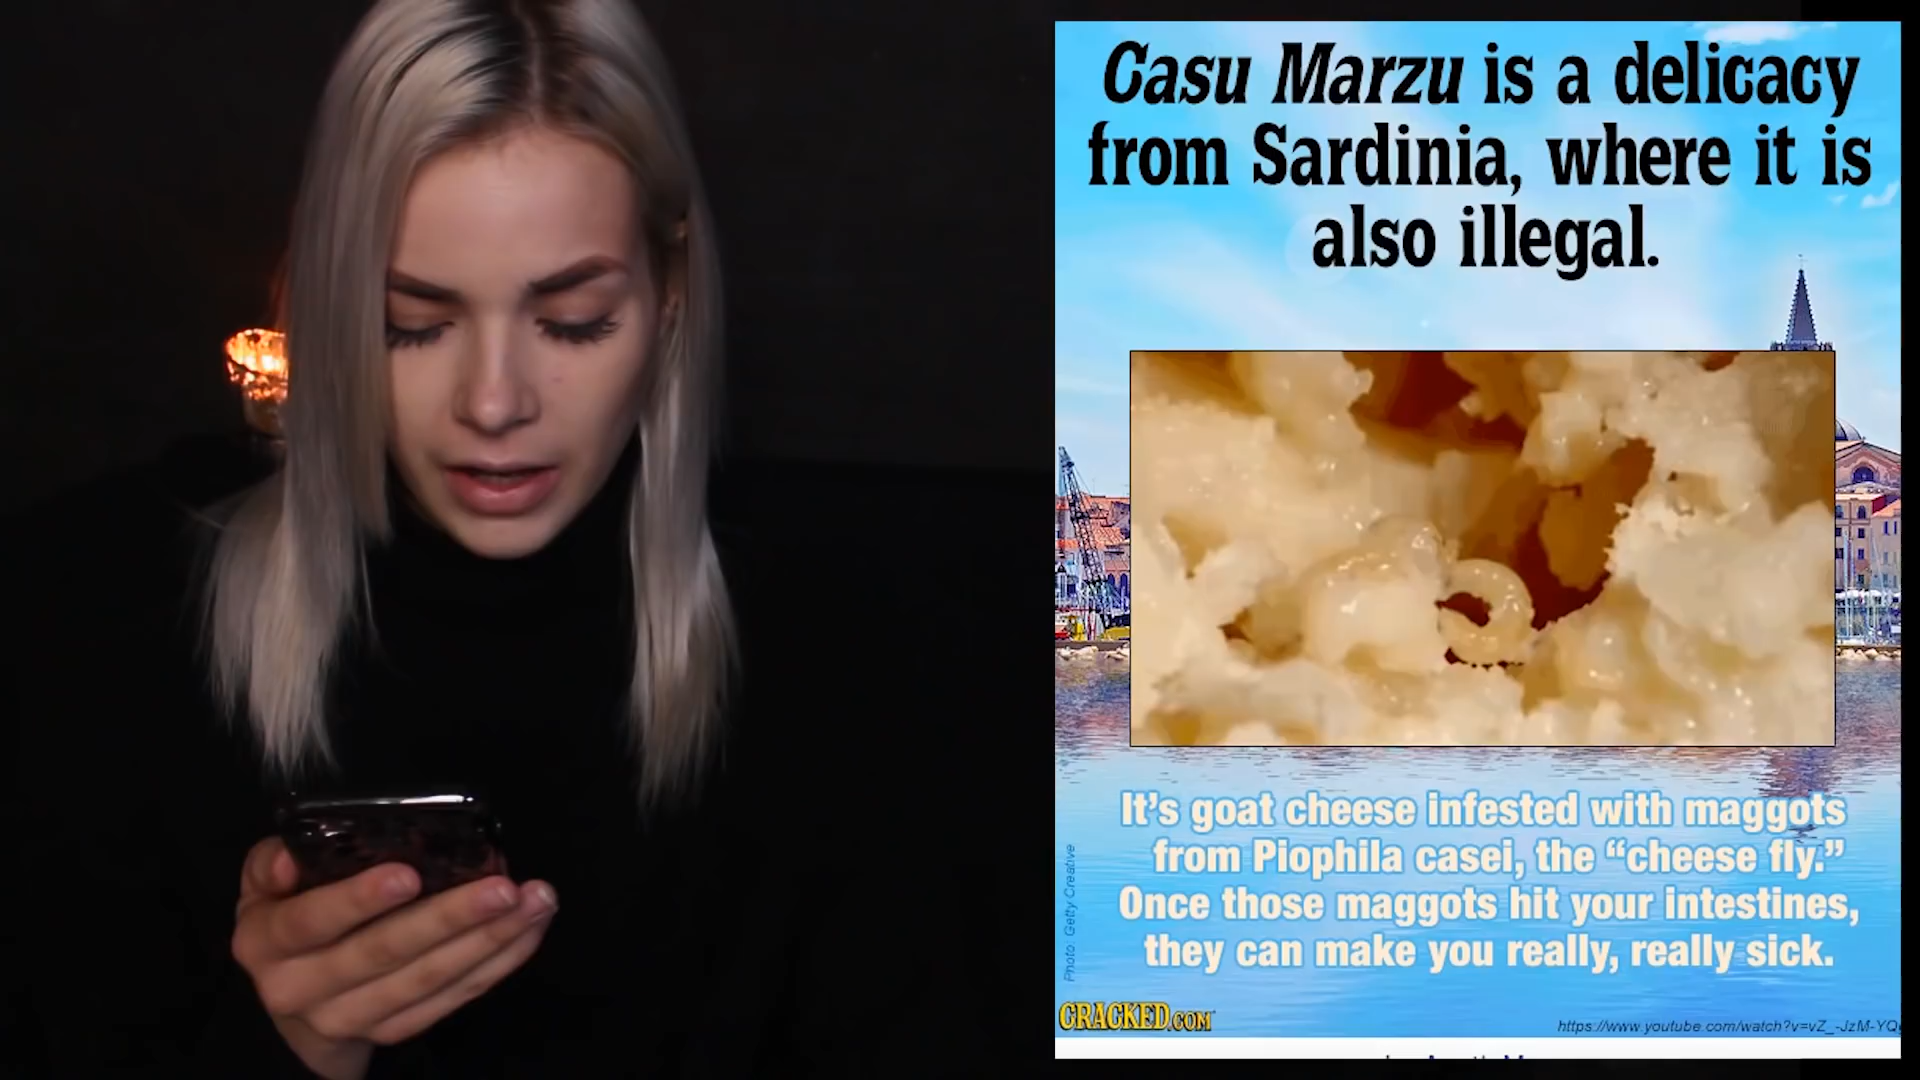 Casu Marzu is a delicacy
from Sardinia, where it is
also illegal.
It's goat cheese infested with maggots
from Piophila casei, the “cheese fly.”
Once those maggots hit your intestines,
they can make you really, really sick.
Photo: Getty Creative
CRACKED.COM
https://www.youtube.com/watch?v=vZ_-JzM-YQ